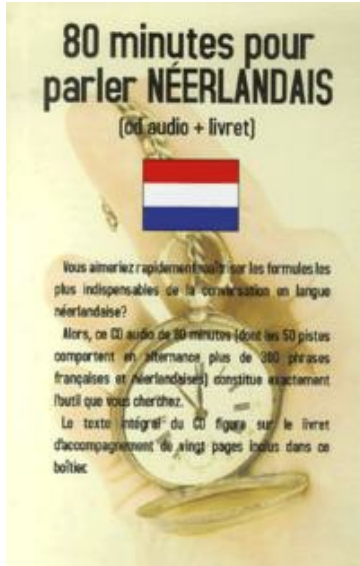 80 minutes pour
parler NÉERLANDAIS
(cd audio + livret)
Vous aimeriez rapidement maîtriser les formules les
plus indispensables de la conversation en langue
néerlandaise?
Alors, ce CD audio de 80 minutes (dont les 50 pistes
comportent en alternance plus de 300 phrases
françaises et néerlandaises) constitue exactement
l'outil que vous cherchez.
Le texte intégral du CD figure sur le livret
d'accompagnement de vingt pages inclus dans ce
boîtier.